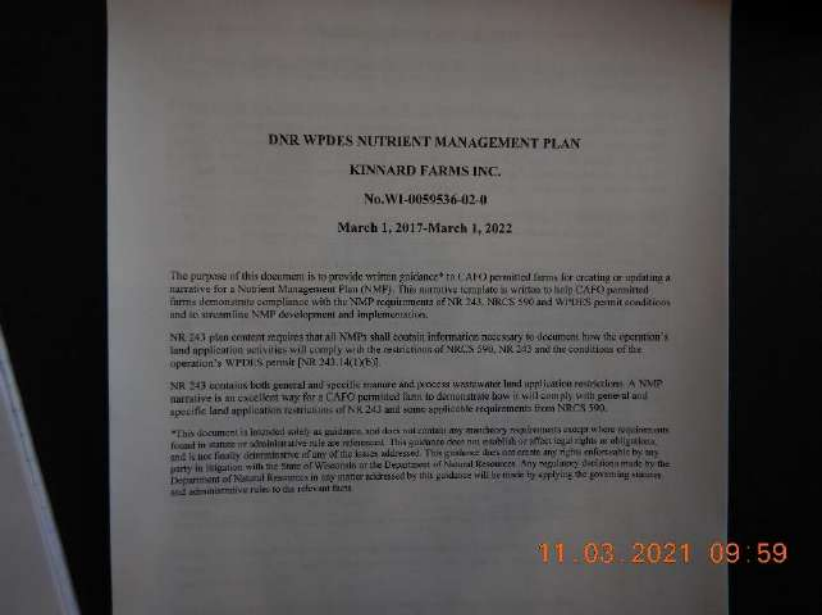 DNR WPDES NUTRIENT MANAGEMENT PLAN
KINNARD FARMS INC.
No.WI-0059536-02-0
March 1, 2017-March 1, 2022
The purpose of this document is to provide written guidance* to CAFO permitted farms for creating or updating a
narrative for a Nutrient Management Plan (NMP). This narrative template is written to help CAFO permitted
farms demonstrate compliance with the NMP requirements of NR 243, NRCS 590 and WPDES permit conditions
and to streamline NMP development and implementation.
NR 243 plan content requires that all NMPs shall contain information necessary to document how the operation's
land application activities will comply with the restrictions of NRCS 590, NR 243 and the conditions of the
operation's WPDES permit [NR 243.14(1)(b)].
NR 243 contains both general and specific manure and process wastewater land application restrictions. A NMP
narrative is an excellent way for a CAFO permitted farm to demonstrate how it will comply with general and
specific land application restrictions of NR 243 and some applicable requirements from NRCS 590.
*This document is intended solely as guidance, and does not contain any mandatory requirements except where requirements
found in statute or administrative rule are referenced. This guidance does not establish or affect legal rights or obligations,
and is not finally determinative of any of the issues addressed. This guidance does not create any rights enforceable by any
party in litigation with the State of Wisconsin or the Department of Natural Resources. Any regulatory decisions made by the
Department of Natural Resources in any matter addressed by this guidance will be made by applying the governing statutes
and administrative rules to the relevant facts.
11.03.2021 09:59